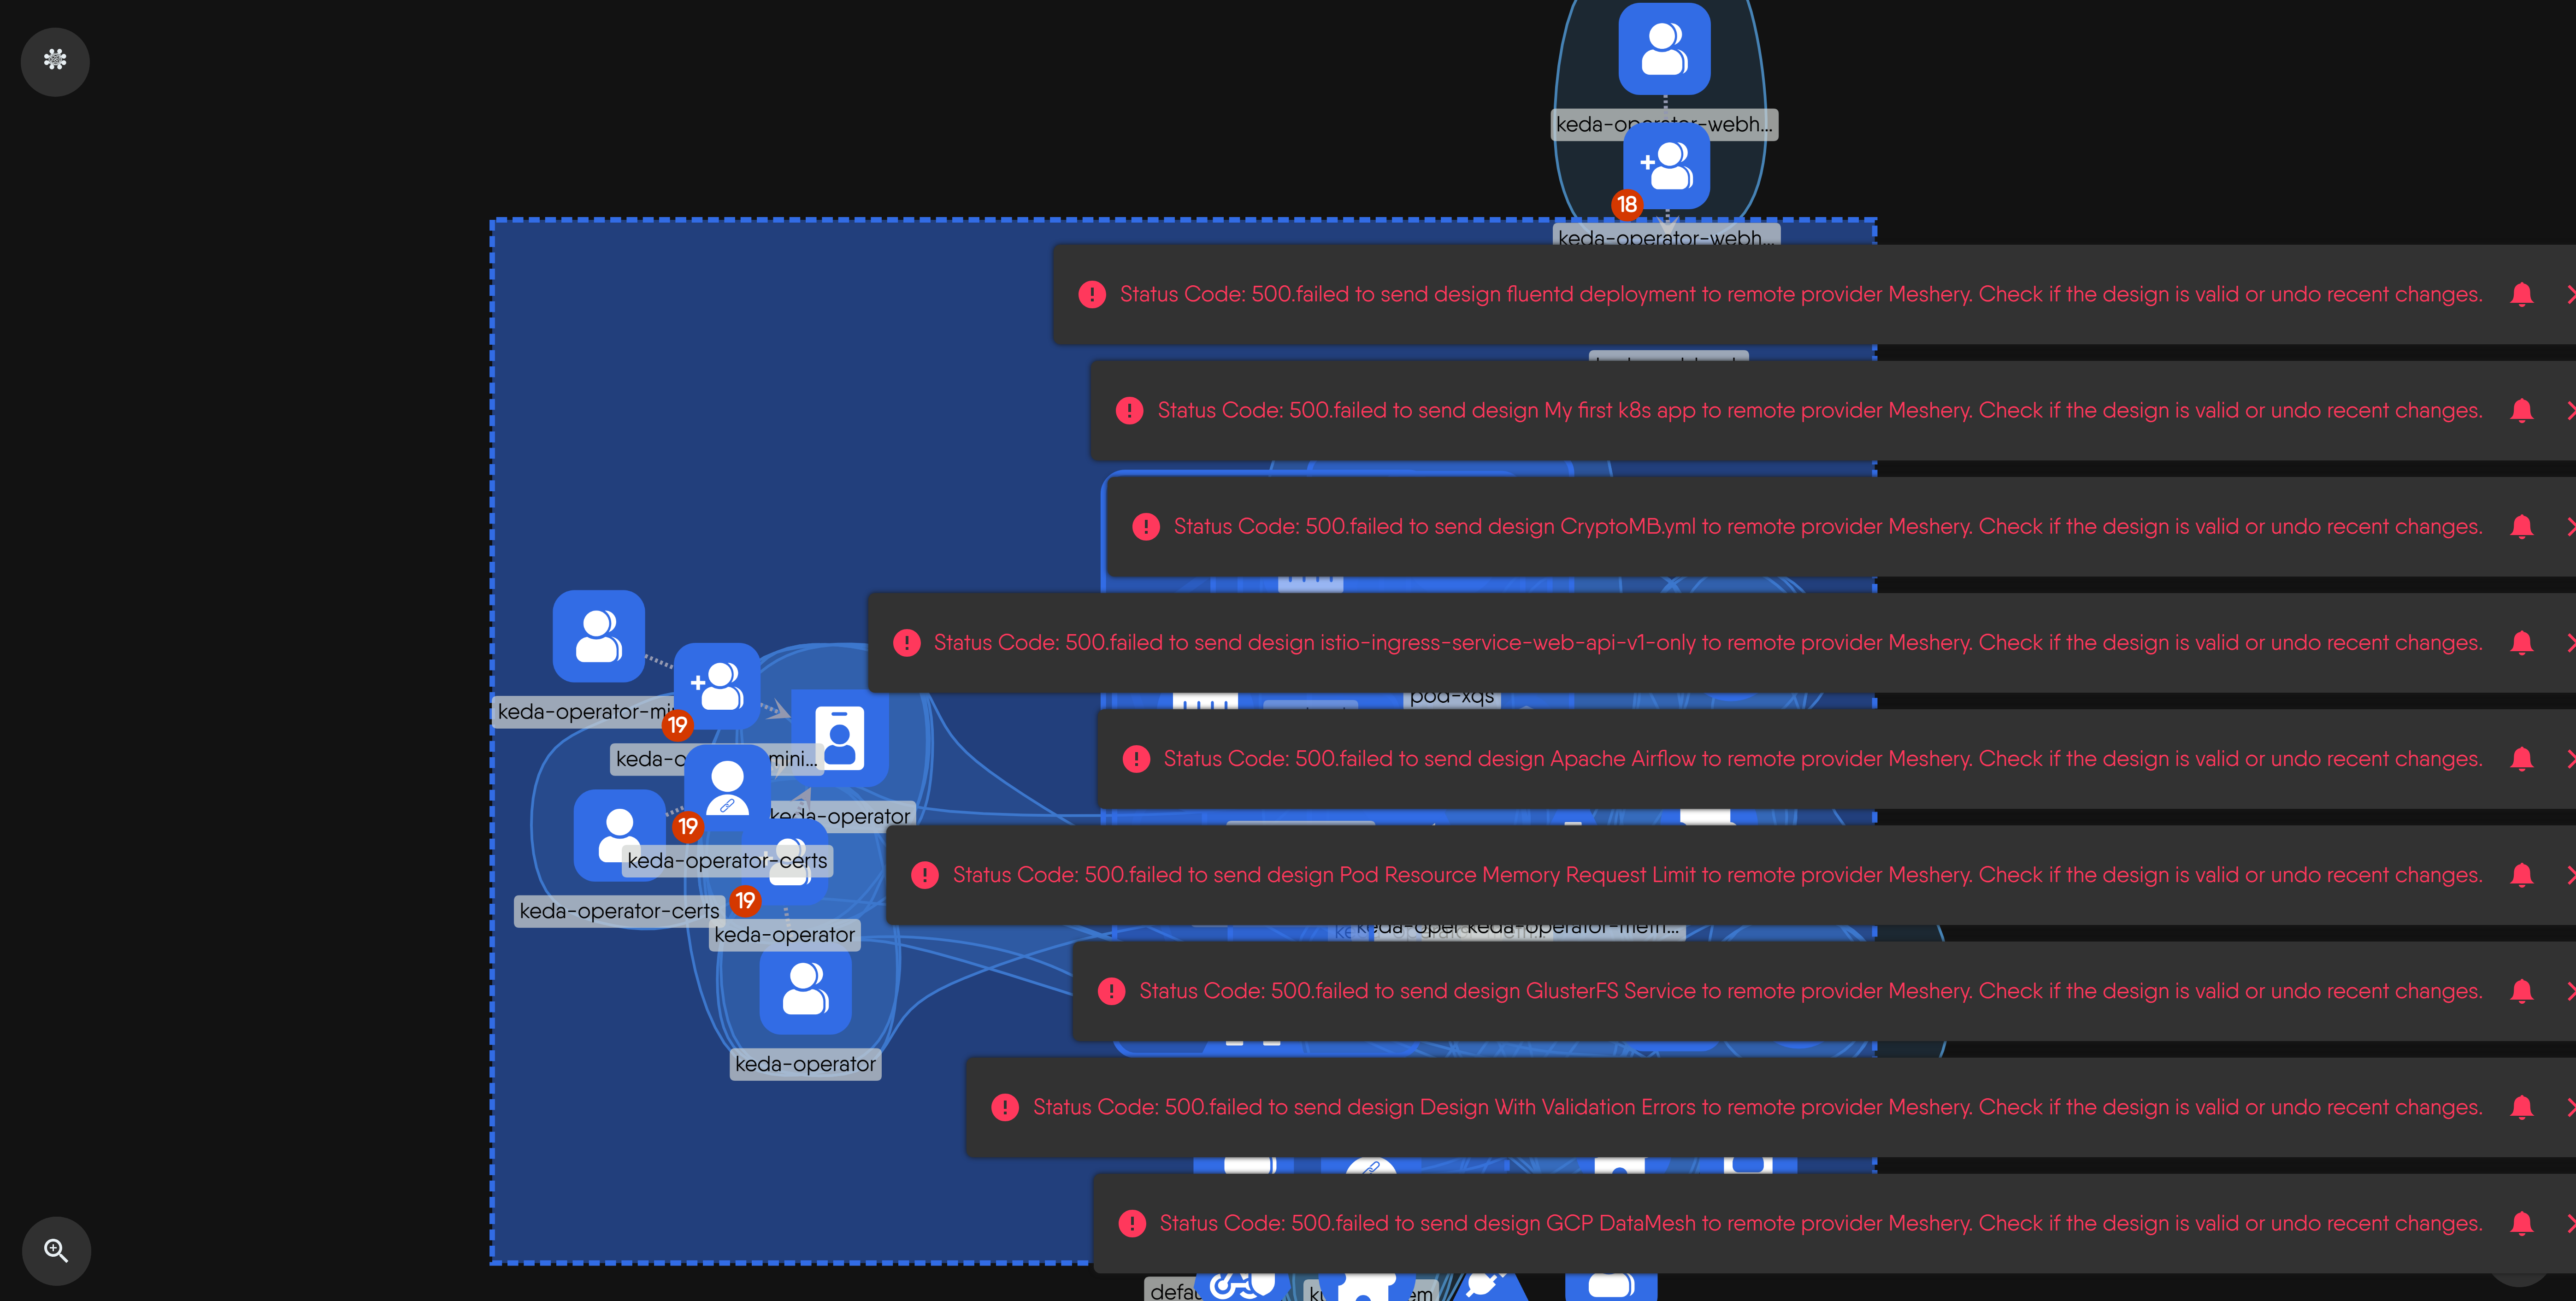 keda-operator-webh...
18
keda-operator-webh...
Status Code: 500.failed to send design fluentd deployment to remote provider Meshery. Check if the design is valid or undo recent changes.
Status Code: 500.failed to send design My first k8s app to remote provider Meshery. Check if the design is valid or undo recent changes.
Status Code: 500.failed to send design CryptoMB.yml to remote provider Meshery. Check if the design is valid or undo recent changes.
Status Code: 500.failed to send design istio-ingress-service-web-api-v1-only to remote provider Meshery. Check if the design is valid or undo recent changes.
pod-xqs
keda-operator-mi
19
keda-o mini...
Status Code: 500.failed to send design Apache Airflow to remote provider Meshery. Check if the design is valid or undo recent changes.
keda-operator
19
keda-operator-certs
Status Code: 500.failed to send design Pod Resource Memory Request Limit to remote provider Meshery. Check if the design is valid or undo recent changes.
19
keda-operator-certs
keda-operator
keda-oper keda-operator-metr...
Status Code: 500.failed to send design GlusterFS Service to remote provider Meshery. Check if the design is valid or undo recent changes.
keda-operator
Status Code: 500.failed to send design Design With Validation Errors to remote provider Meshery. Check if the design is valid or undo recent changes.
Status Code: 500.failed to send design GCP DataMesh to remote provider Meshery. Check if the design is valid or undo recent changes.